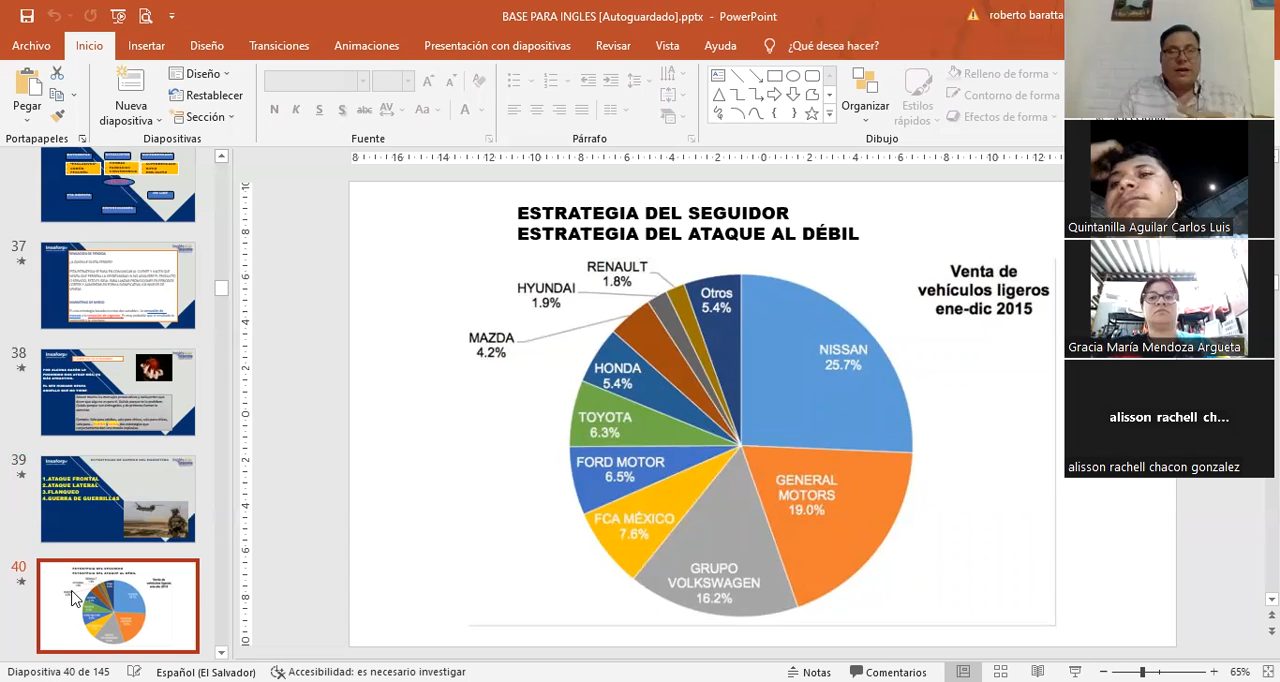 BASE PARA INGLES [Autoguardado].pptx - PowerPoint
roberto baratta
Archivo
Inicio
Insertar
Diseño
Transiciones
Animaciones
Presentación con diapositivas
Revisar
Vista
Ayuda
¿Qué desea hacer?
Pegar
Nueva
diapositiva
Diseño
Restablecer
Sección
N K S S abc AV Aa A
Organizar
Estilos
rápidos
Relleno de forma
Contorno de forma
Efectos de forma
Portapapeles
Diapositivas
Fuente
Párrafo
Dibujo
37
38
39
1.ATAQUE FRONTAL
2.ATAQUE LATERAL
3.FLANQUEO
4.GUERRA DE GUERRILLAS
40
ESTRATEGIA DEL SEGUIDOR
ESTRATEGIA DEL ATAQUE AL DÉBIL
Venta de
vehículos ligeros
ene-dic 2015
RENAULT
1.8%
HYUNDAI
1.9%
MAZDA
4.2%
Otros
5.4%
NISSAN
25.7%
HONDA
5.4%
TOYOTA
6.3%
FORD MOTOR
6.5%
FCA MÉXICO
7.6%
GRUPO
VOLKSWAGEN
16.2%
GENERAL
MOTORS
19.0%
Quintanilla Aguilar Carlos Luis
Gracia María Mendoza Argueta
alisson rachell ch...
alisson rachell chacon gonzalez
Diapositiva 40 de 145
Español (El Salvador)
Accesibilidad: es necesario investigar
Notas
Comentarios
65%